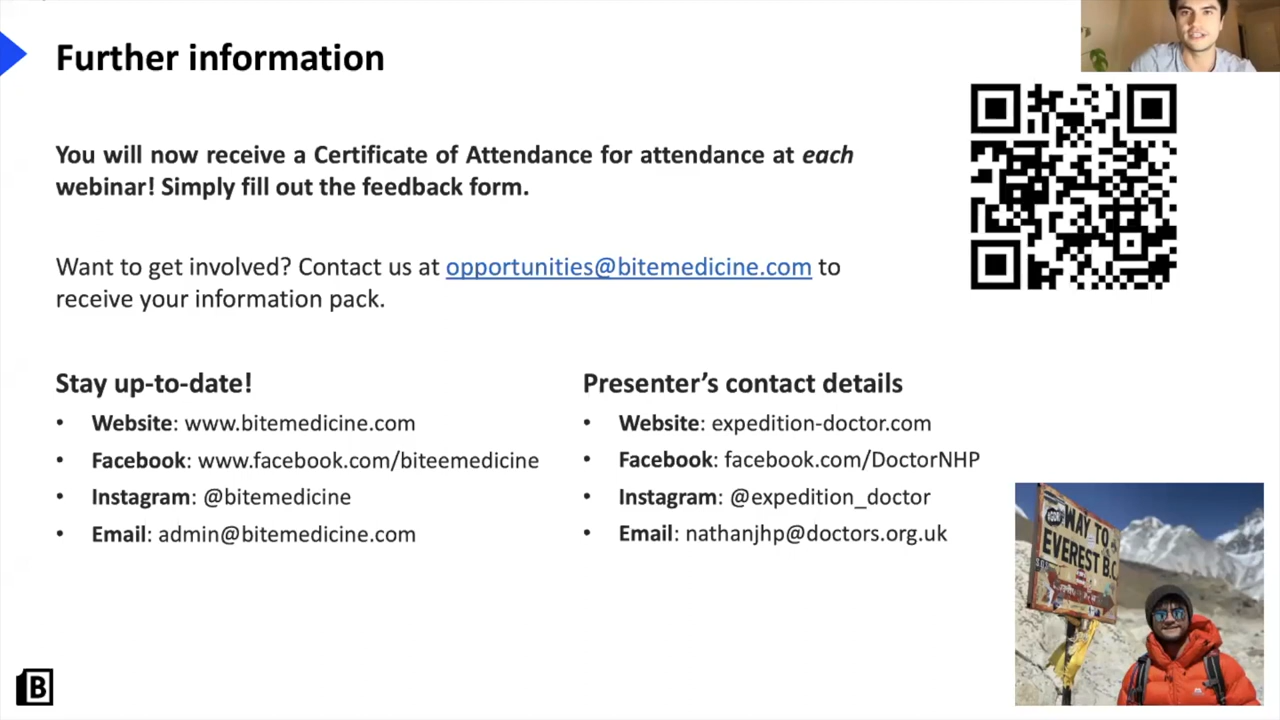 Further information
You will now receive a Certificate of Attendance for attendance at each
webinar! Simply fill out the feedback form.
Want to get involved? Contact us at opportunities@bitemedicine.com to
receive your information pack.
Stay up-to-date!
• Website: www.bitemedicine.com
• Facebook: www.facebook.com/biteemedicine
• Instagram: @bitemedicine
• Email: admin@bitemedicine.com
Presenter’s contact details
• Website: expedition-doctor.com
• Facebook: facebook.com/DoctorNHP
• Instagram: @expedition_doctor
• Email: nathanjhp@doctors.org.uk
WAY TO
EVEREST B.C
B